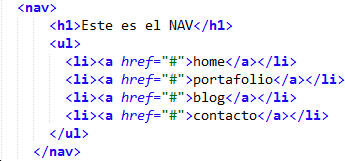 <nav>
<h1>Este es el NAV</h1>
<ul>
<li><a href="#">home</a></li>
<li><a href="#">portafolio</a></li>
<li><a href="#">blog</a></li>
<li><a href="#">contacto</a></li>
</ul>
</nav>